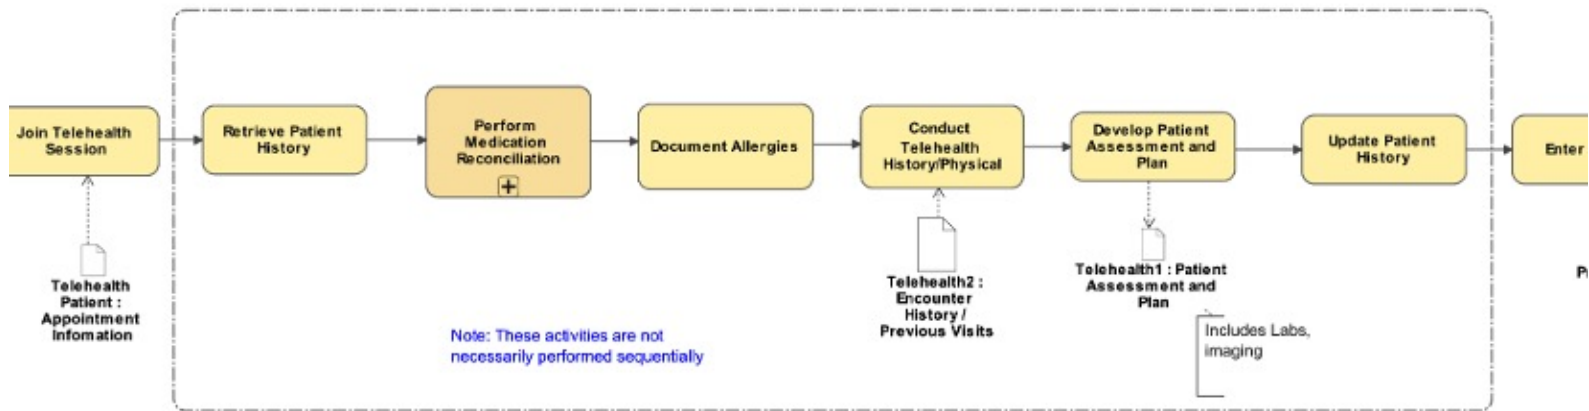 Join Telehealth
Session
Retrieve Patient
History
Perform
Medication
Reconciliation
Document Allergies
Conduct
Telehealth
History/Physical
Develop Patient
Assessment and
Plan
Update Patient
History
Enter
Telehealth
Patient :
Appointment
Infomation
Telehealth2 :
Encounter
History /
Previous Visits
Telehealth1 : Patient
Assessment and
Plan
Includes Labs,
imaging
Note: These activities are not
necessarily performed sequentially